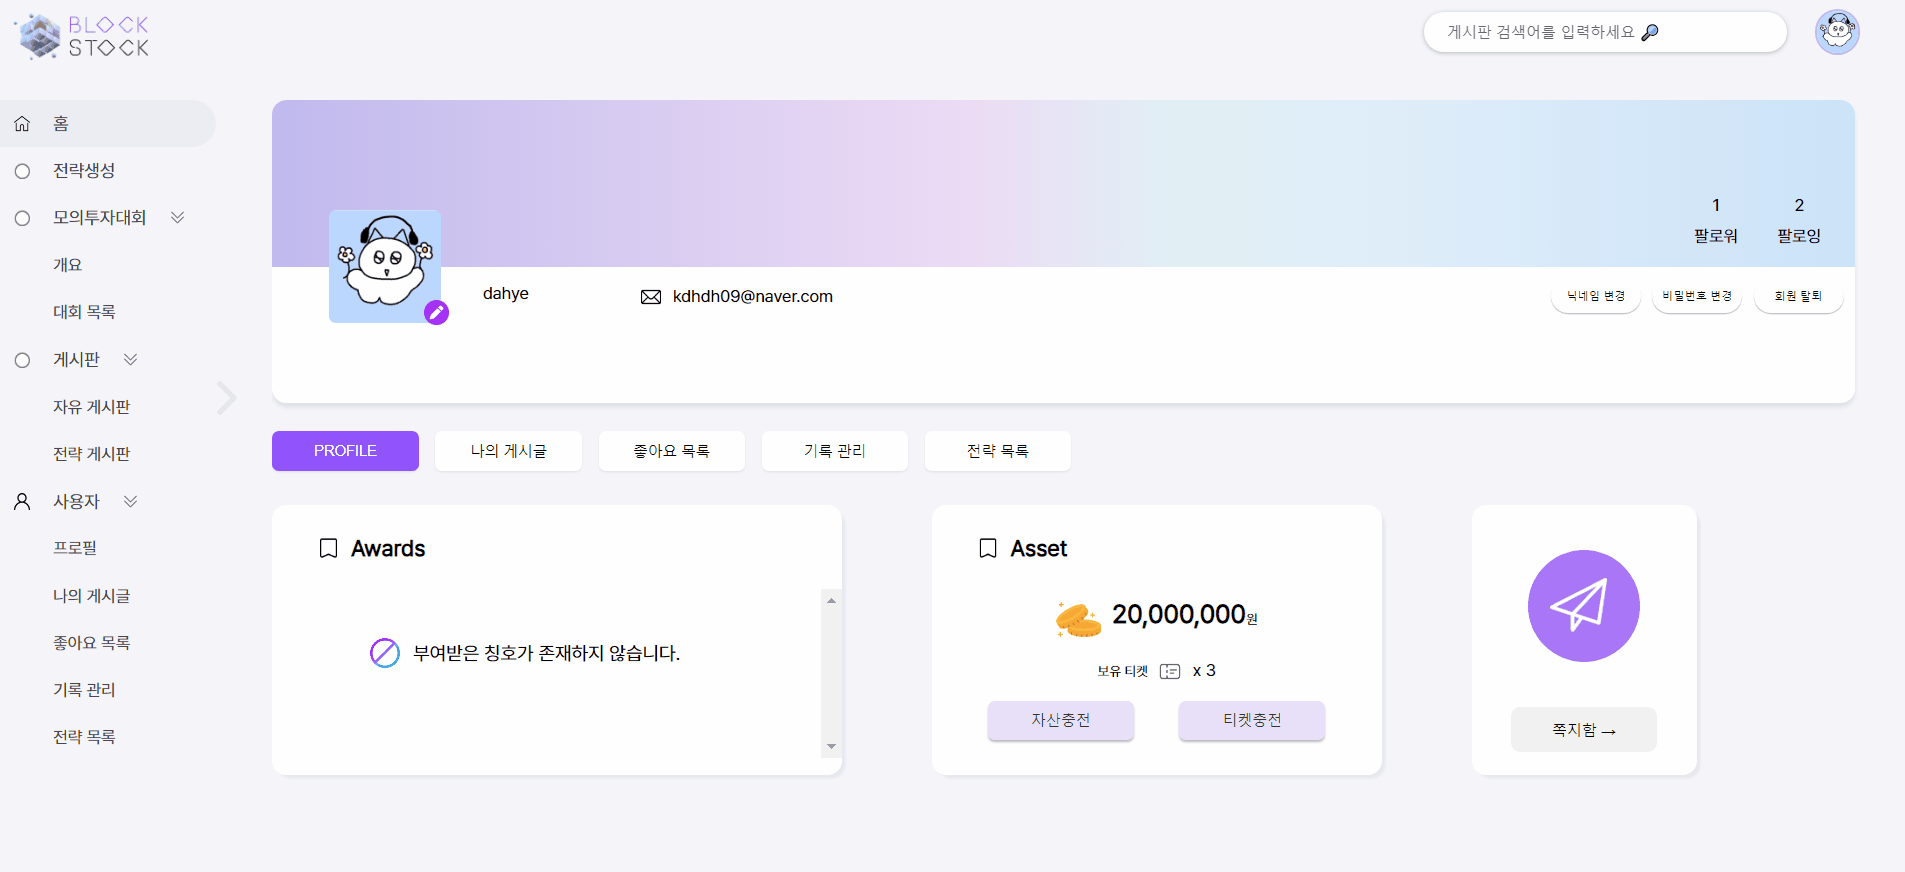 BLOCK
STOCK
게시판 검색어를 입력하세요
홈
전략생성
모의투자대회
개요
대회 목록
게시판
자유 게시판
전략 게시판
사용자
프로필
나의 게시글
좋아요 목록
기록 관리
전략 목록
1
팔로워
2
팔로잉
dahye
kdhdh09@naver.com
닉네임 변경
비밀번호 변경
회원 탈퇴
PROFILE
나의 게시글
좋아요 목록
기록 관리
전략 목록
Awards
부여받은 칭호가 존재하지 않습니다.
Asset
20,000,000원
보유 티켓 x 3
자산충전
티켓충전
쪽지함 →